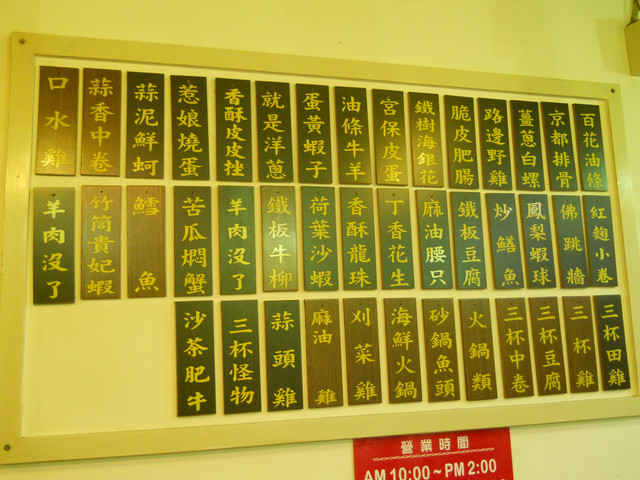 百花油條
京都排骨
薑蔥白螺
路邊野雞
脆皮肥腸
鐵樹海銀花
宮保皮蛋
油條牛羊
蛋黃蝦子
就是洋蔥
香酥皮皮挫
惹娘燒蛋
蒜泥鮮蚵
蒜香中卷
口水雞
紅麴小卷
佛跳牆
鳳梨蝦球
炒鱔魚
鐵板豆腐
麻油腰只
丁香花生
香酥龍珠
荷葉沙蝦
鐵板牛柳
羊肉沒了
苦瓜燜蟹
鱈魚
竹筒貴妃蝦
羊肉沒了
三杯田雞
三杯雞
三杯豆腐
三杯中卷
火鍋類
砂鍋魚頭
海鮮火鍋
刈菜雞
麻油雞
蒜頭雞
三杯怪物
沙茶肥牛
營業時間
AM 10:00~PM 2:00